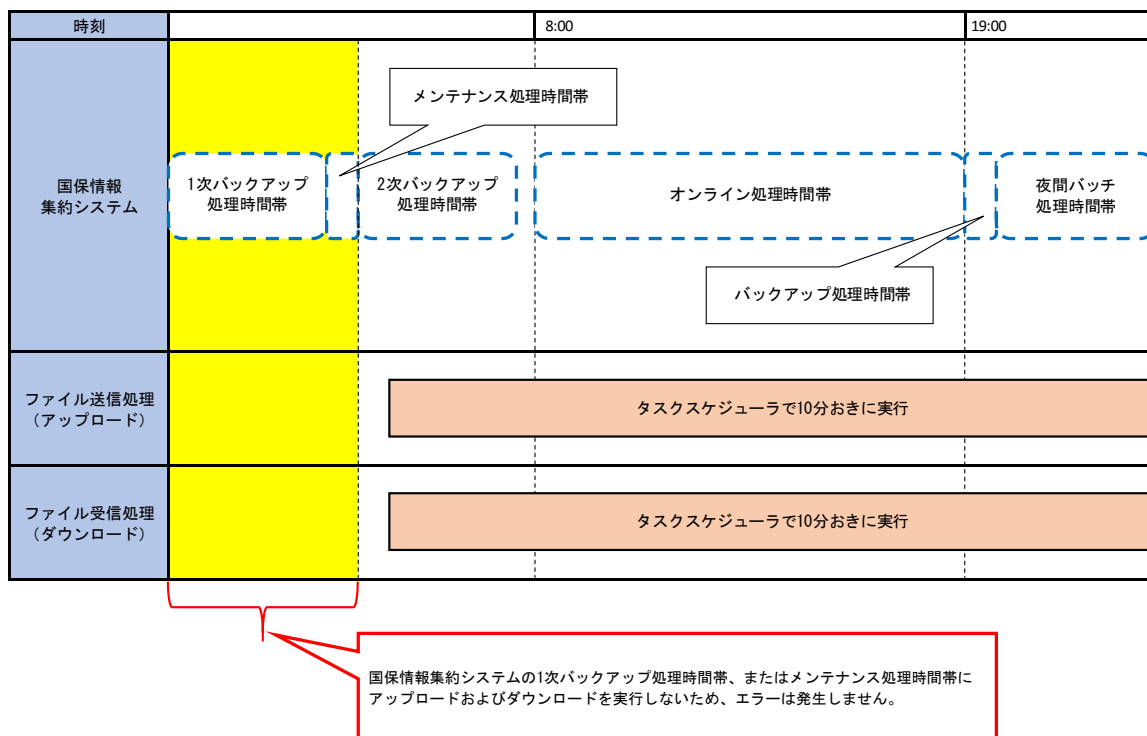 時刻
8:00
19:00
国保情報
集約システム
メンテナンス処理時間帯
1次バックアップ
処理時間帯
2次バックアップ
処理時間帯
オンライン処理時間帯
夜間バッチ
処理時間帯
バックアップ処理時間帯
ファイル送信処理
（アップロード）
タスクスケジューラで10分おきに実行
ファイル受信処理
（ダウンロード）
タスクスケジューラで10分おきに実行
国保情報集約システムの1次バックアップ処理時間帯、またはメンテナンス処理時間帯に
アップロードおよびダウンロードを実行しないため、エラーは発生しません。